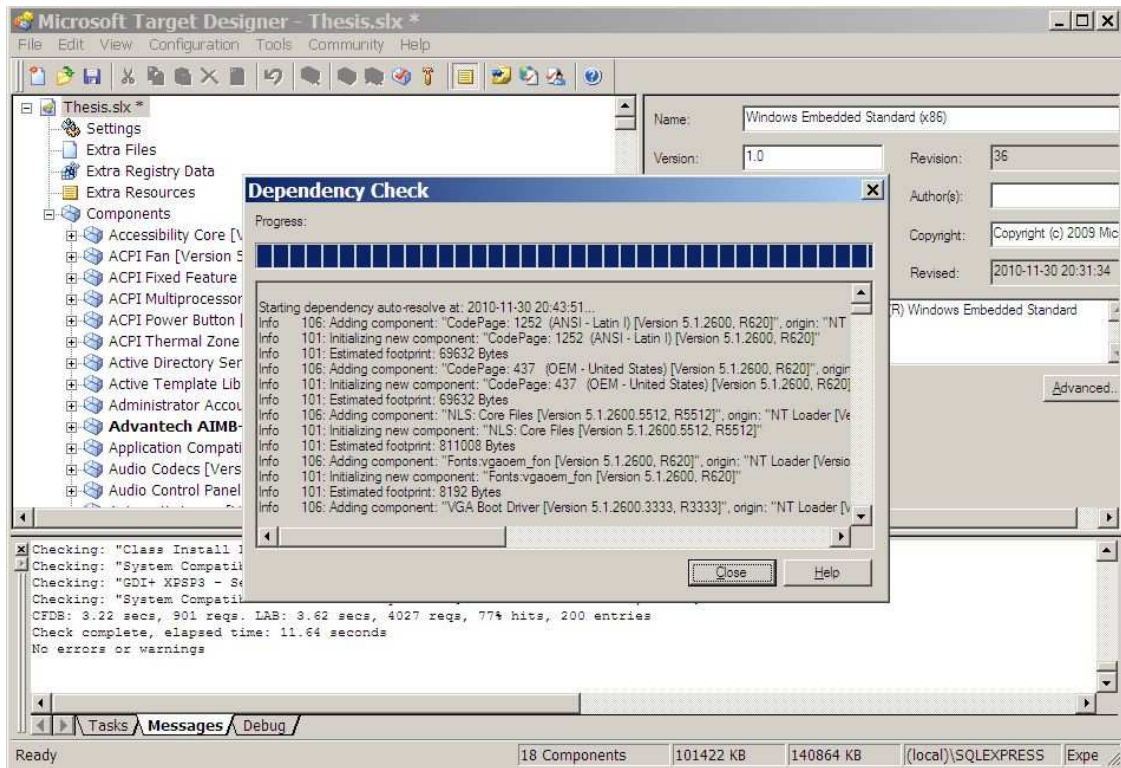 Microsoft Target Designer - Thesis.slx *
File Edit View Configuration Tools Community Help
Thesis.slx *
Settings
Extra Files
Extra Registry Data
Extra Resources
Components
Accessibility Core [V
ACPI Fan [Version 5
ACPI Fixed Feature
ACPI Multiprocessor
ACPI Power Button [
ACPI Thermal Zone
Active Directory Ser
Active Template Lib
Administrator Accou
Advantech AIMB-
Application Compati
Audio Codecs [Vers
Audio Control Panel
Name: Windows Embedded Standard (x86)
Version: 1.0 Revision: 36
Author(s):
Copyright: Copyright (c) 2009 Mic
Revised: 2010-11-30 20:31:34
(R) Windows Embedded Standard
Advanced..
Dependency Check
Progress:
Starting dependency auto-resolve at: 2010-11-30 20:43:51...
Info 106: Adding component: "CodePage: 1252 (ANSI - Latin I) [Version 5.1.2600, R620]", origin: "NT
Info 101: Initializing new component: "CodePage: 1252 (ANSI - Latin I) [Version 5.1.2600, R620]"
Info 101: Estimated footprint: 69632 Bytes
Info 106: Adding component: "CodePage: 437 (OEM - United States) [Version 5.1.2600, R620]", origin
Info 101: Initializing new component: "CodePage: 437 (OEM - United States) [Version 5.1.2600, R620]
Info 101: Estimated footprint: 69632 Bytes
Info 106: Adding component: "NLS: Core Files [Version 5.1.2600.5512, R5512]", origin: "NT Loader [Ve
Info 101: Initializing new component: "NLS: Core Files [Version 5.1.2600.5512, R5512]"
Info 101: Estimated footprint: 811008 Bytes
Info 106: Adding component: "Fonts:vgaoem_fon [Version 5.1.2600, R620]", origin: "NT Loader [Versio
Info 101: Initializing new component: "Fonts:vgaoem_fon [Version 5.1.2600, R620]"
Info 101: Estimated footprint: 8192 Bytes
Info 106: Adding component: "VGA Boot Driver [Version 5.1.2600.3333, R3333]", origin: "NT Loader [V
Close Help
Checking: "Class Install
Checking: "System Compatib
Checking: "GDI+ XPSP3 - Se
Checking: "System Compatib
CFDB: 3.22 secs, 901 reqs. LAB: 3.62 secs, 4027 reqs, 77% hits, 200 entries
Check complete, elapsed time: 11.64 seconds
No errors or warnings
Tasks Messages Debug
Ready 18 Components 101422 KB 140864 KB (local)\SQLEXPRESS Expe